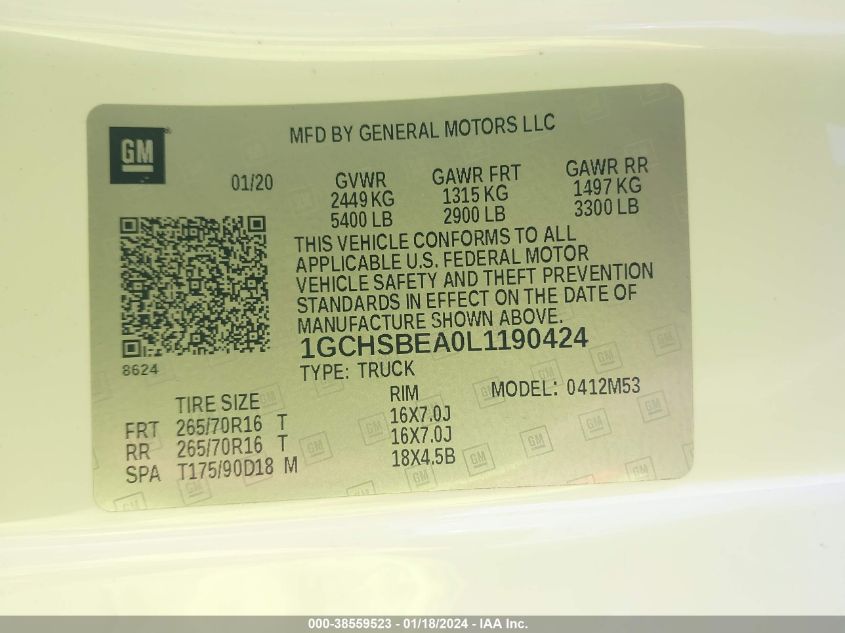 GM
MFD BY GENERAL MOTORS LLC
01/20
GVWR GAWR FRT GAWR RR
2449 KG 1315 KG 1497 KG
5400 LB 2900 LB 3300 LB
THIS VEHICLE CONFORMS TO ALL
APPLICABLE U.S. FEDERAL MOTOR
VEHICLE SAFETY AND THEFT PREVENTION
STANDARDS IN EFFECT ON THE DATE OF
MANUFACTURE SHOWN ABOVE.
1GCHSBEA0L1190424
8624
TYPE: TRUCK
TIRE SIZE RIM MODEL: 0412M53
FRT 265/70R16 T 16X7.0J
RR 265/70R16 T 16X7.0J
SPA T175/90D18 M 18X4.5B
000-38559523 - 01/18/2024 - IAA Inc.